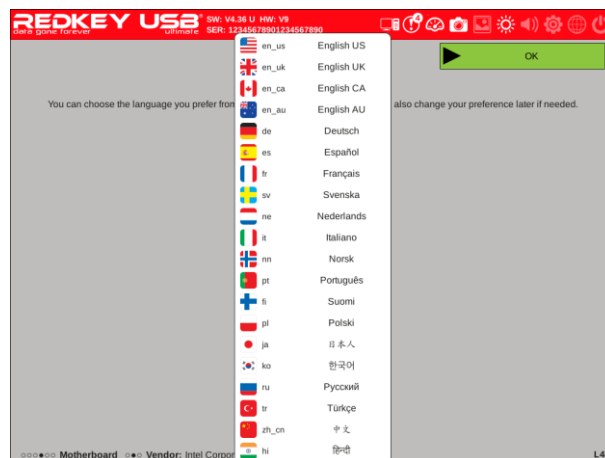 REDKEY USB®
data gone forever
ultimate
SW: V4.36 U HW: V9
SER: 12345678901234567890
OK
You can choose the language you prefer from
also change your preference later if needed.
en_us English US
en_uk English UK
en_ca English CA
en_au English AU
de Deutsch
es Español
fr Français
sv Svenska
ne Nederlands
it Italiano
nn Norsk
pt Português
fi Suomi
pl Polski
ja 日本人
ko 한국어
ru Русский
tr Türkçe
zh_cn 中文
hi हिन्दी
Motherboard Vendor: Intel Corpor
L4